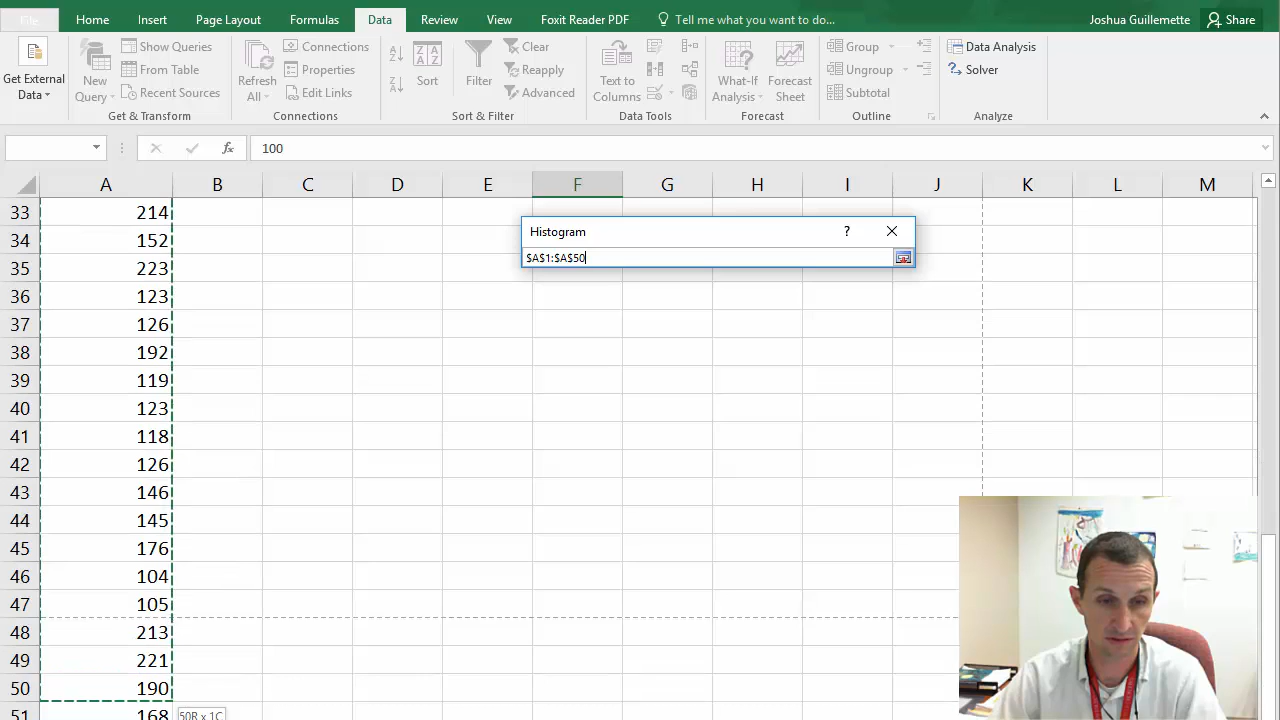 File Home Insert Page Layout Formulas Data Review View Foxit Reader PDF Tell me what you want to do... Joshua Guillemette Share
Get External Data
New Query
Show Queries
From Table
Recent Sources
Get & Transform
Refresh All
Connections
Properties
Edit Links
Connections
Sort
Filter
Clear
Reapply
Advanced
Sort & Filter
Text to Columns
Data Tools
What-If Analysis
Forecast Sheet
Forecast
Group
Ungroup
Subtotal
Outline
Data Analysis
Solver
Analyze
fx 100
A B C D E F G H I J K L M
33 214
34 152
35 223
36 123
37 126
38 192
39 119
40 123
41 118
42 126
43 146
44 145
45 176
46 104
47 105
48 213
49 221
50 190
51 168
50R x 1C
Histogram ?
$A$1:$A$50